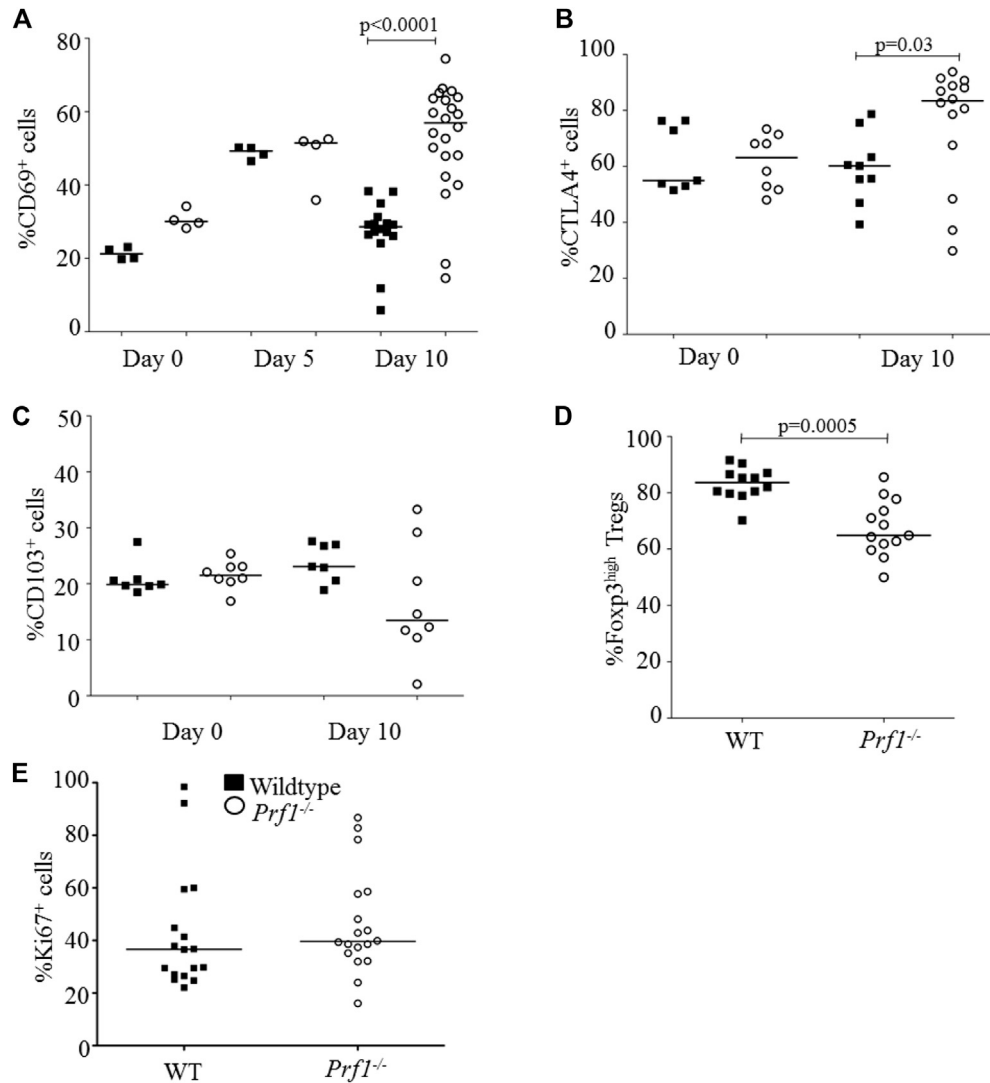 A
p<0.0001
%CD69+ cells
80
60
40
20
0
Day 0 Day 5 Day 10
B
p=0.03
%CTLA4+ cells
100
80
60
40
20
0
Day 0 Day 10
C
%CD103+ cells
50
40
30
20
10
0
Day 0 Day 10
D
p=0.0005
%Foxp3high Tregs
100
80
60
40
20
0
WT Prf1-/-
E
Wildtype
Prf1-/-
%Ki67+ cells
100
80
60
40
20
0
WT Prf1-/-